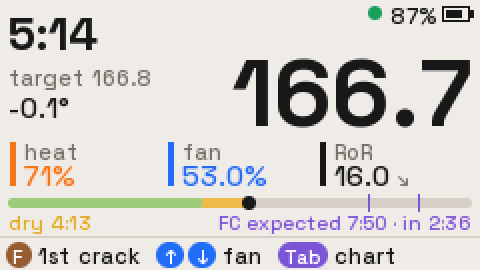 87%
5:14
target 166.8
166.7
-0.1°
heat fan RoR
71% 53.0% 16.0 ↘
dry 4:13 FC expected 7:50 · in 2:36
F 1st crack ↑ ↓ fan Tab chart